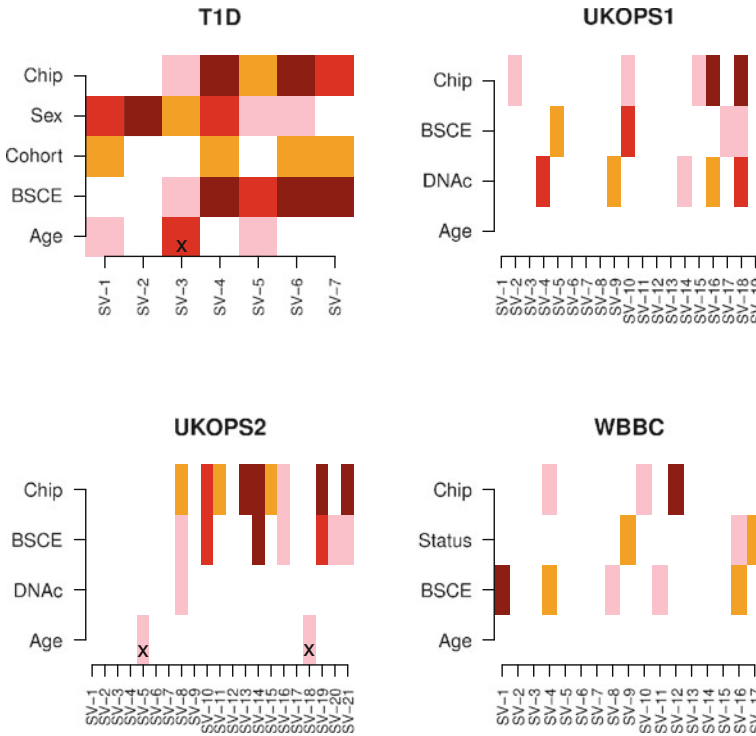 T1D
Chip
Sex
Cohort
BSCE
Age
x
SV-1
SV-2
SV-3
SV-4
SV-5
SV-6
SV-7
UKOPS1
Chip
BSCE
DNAc
Age
SV-1
SV-2
SV-3
SV-4
SV-5
SV-6
SV-7
SV-8
SV-9
SV-10
SV-11
SV-12
SV-13
SV-14
SV-15
SV-16
SV-17
SV-18
SV-19
UKOPS2
Chip
BSCE
DNAc
Age
x x
SV-1
SV-2
SV-3
SV-4
SV-5
SV-6
SV-7
SV-8
SV-9
SV-10
SV-11
SV-12
SV-13
SV-14
SV-15
SV-16
SV-17
SV-18
SV-19
SV-20
SV-21
WBBC
Chip
Status
BSCE
Age
SV-1
SV-2
SV-3
SV-4
SV-5
SV-6
SV-7
SV-8
SV-9
SV-10
SV-11
SV-12
SV-13
SV-14
SV-15
SV-16
SV-17